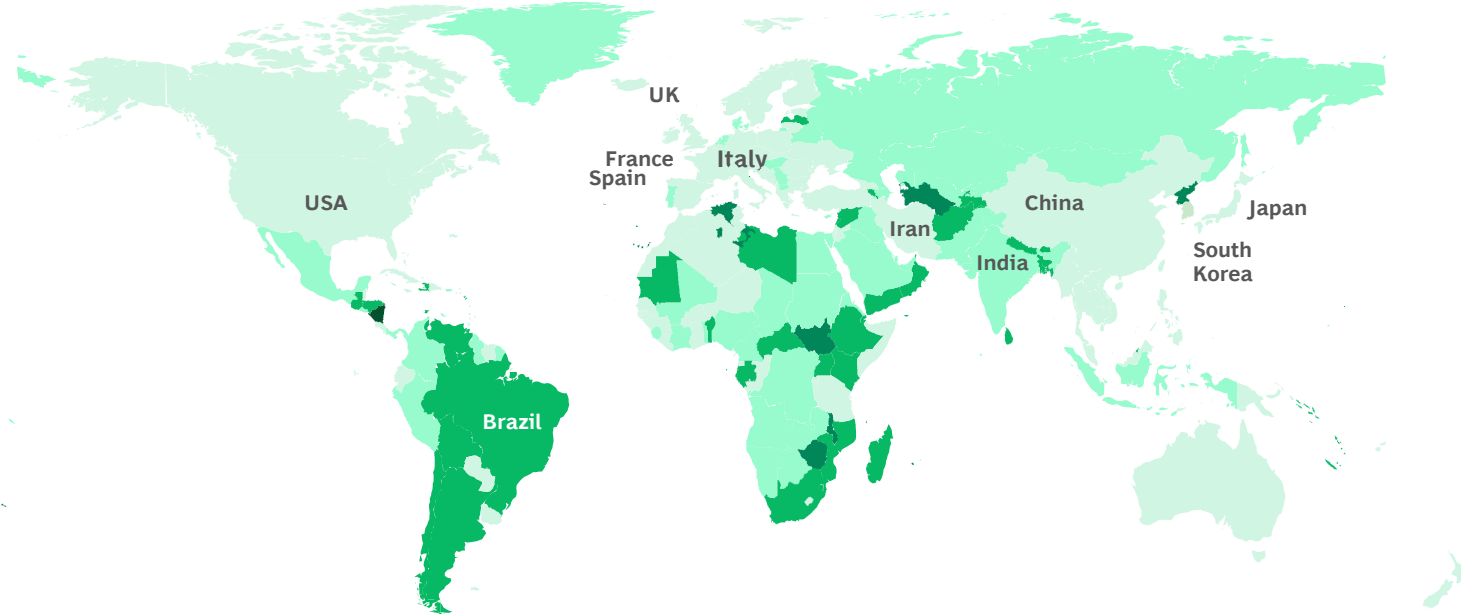 UK
France
Spain
Italy
USA
China
Japan
Iran
South
Korea
India
Brazil